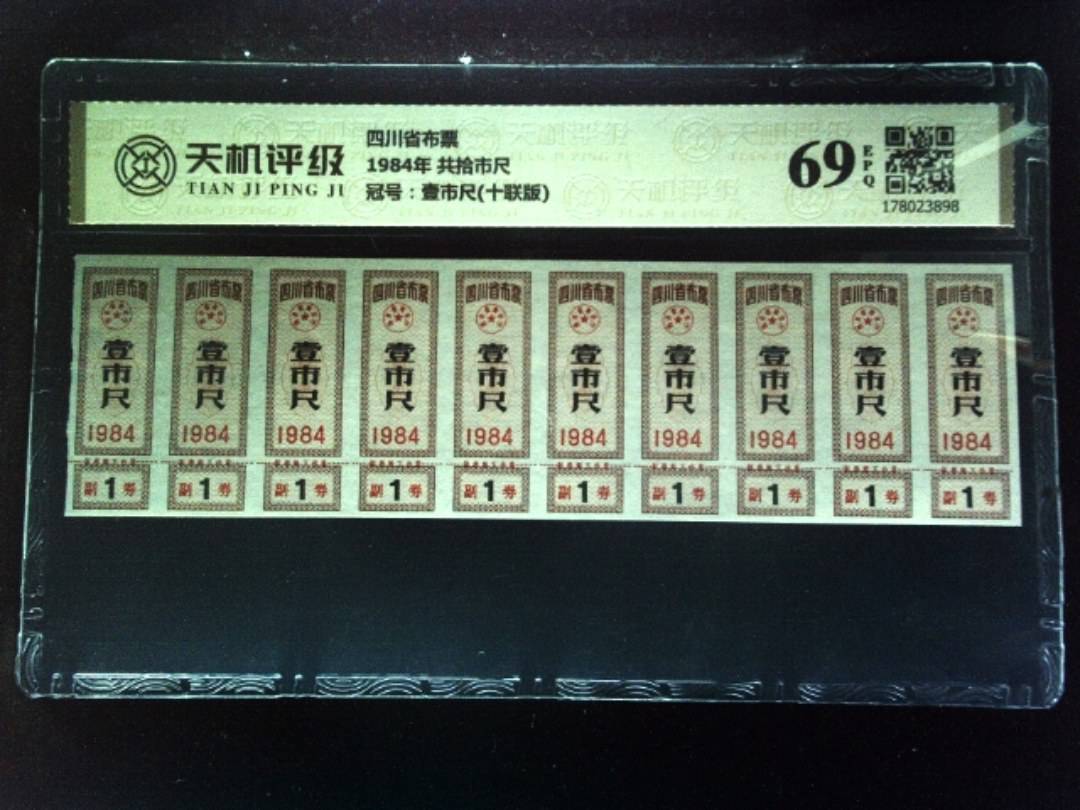 天机评级
TIAN JI PING JI
四川省布票
1984年 共拾市尺
冠号：壹市尺(十联版)
69 EPQ
178023898
四川省布票 四川省布票 四川省布票 四川省布票 四川省布票 四川省布票 四川省布票 四川省布票 四川省布票 四川省布票
壹市尺 壹市尺 壹市尺 壹市尺 壹市尺 壹市尺 壹市尺 壹市尺 壹市尺 壹市尺
1984 1984 1984 1984 1984 1984 1984 1984 1984 1984
副1券 副1券 副1券 副1券 副1券 副1券 副1券 副1券 副1券 副1券